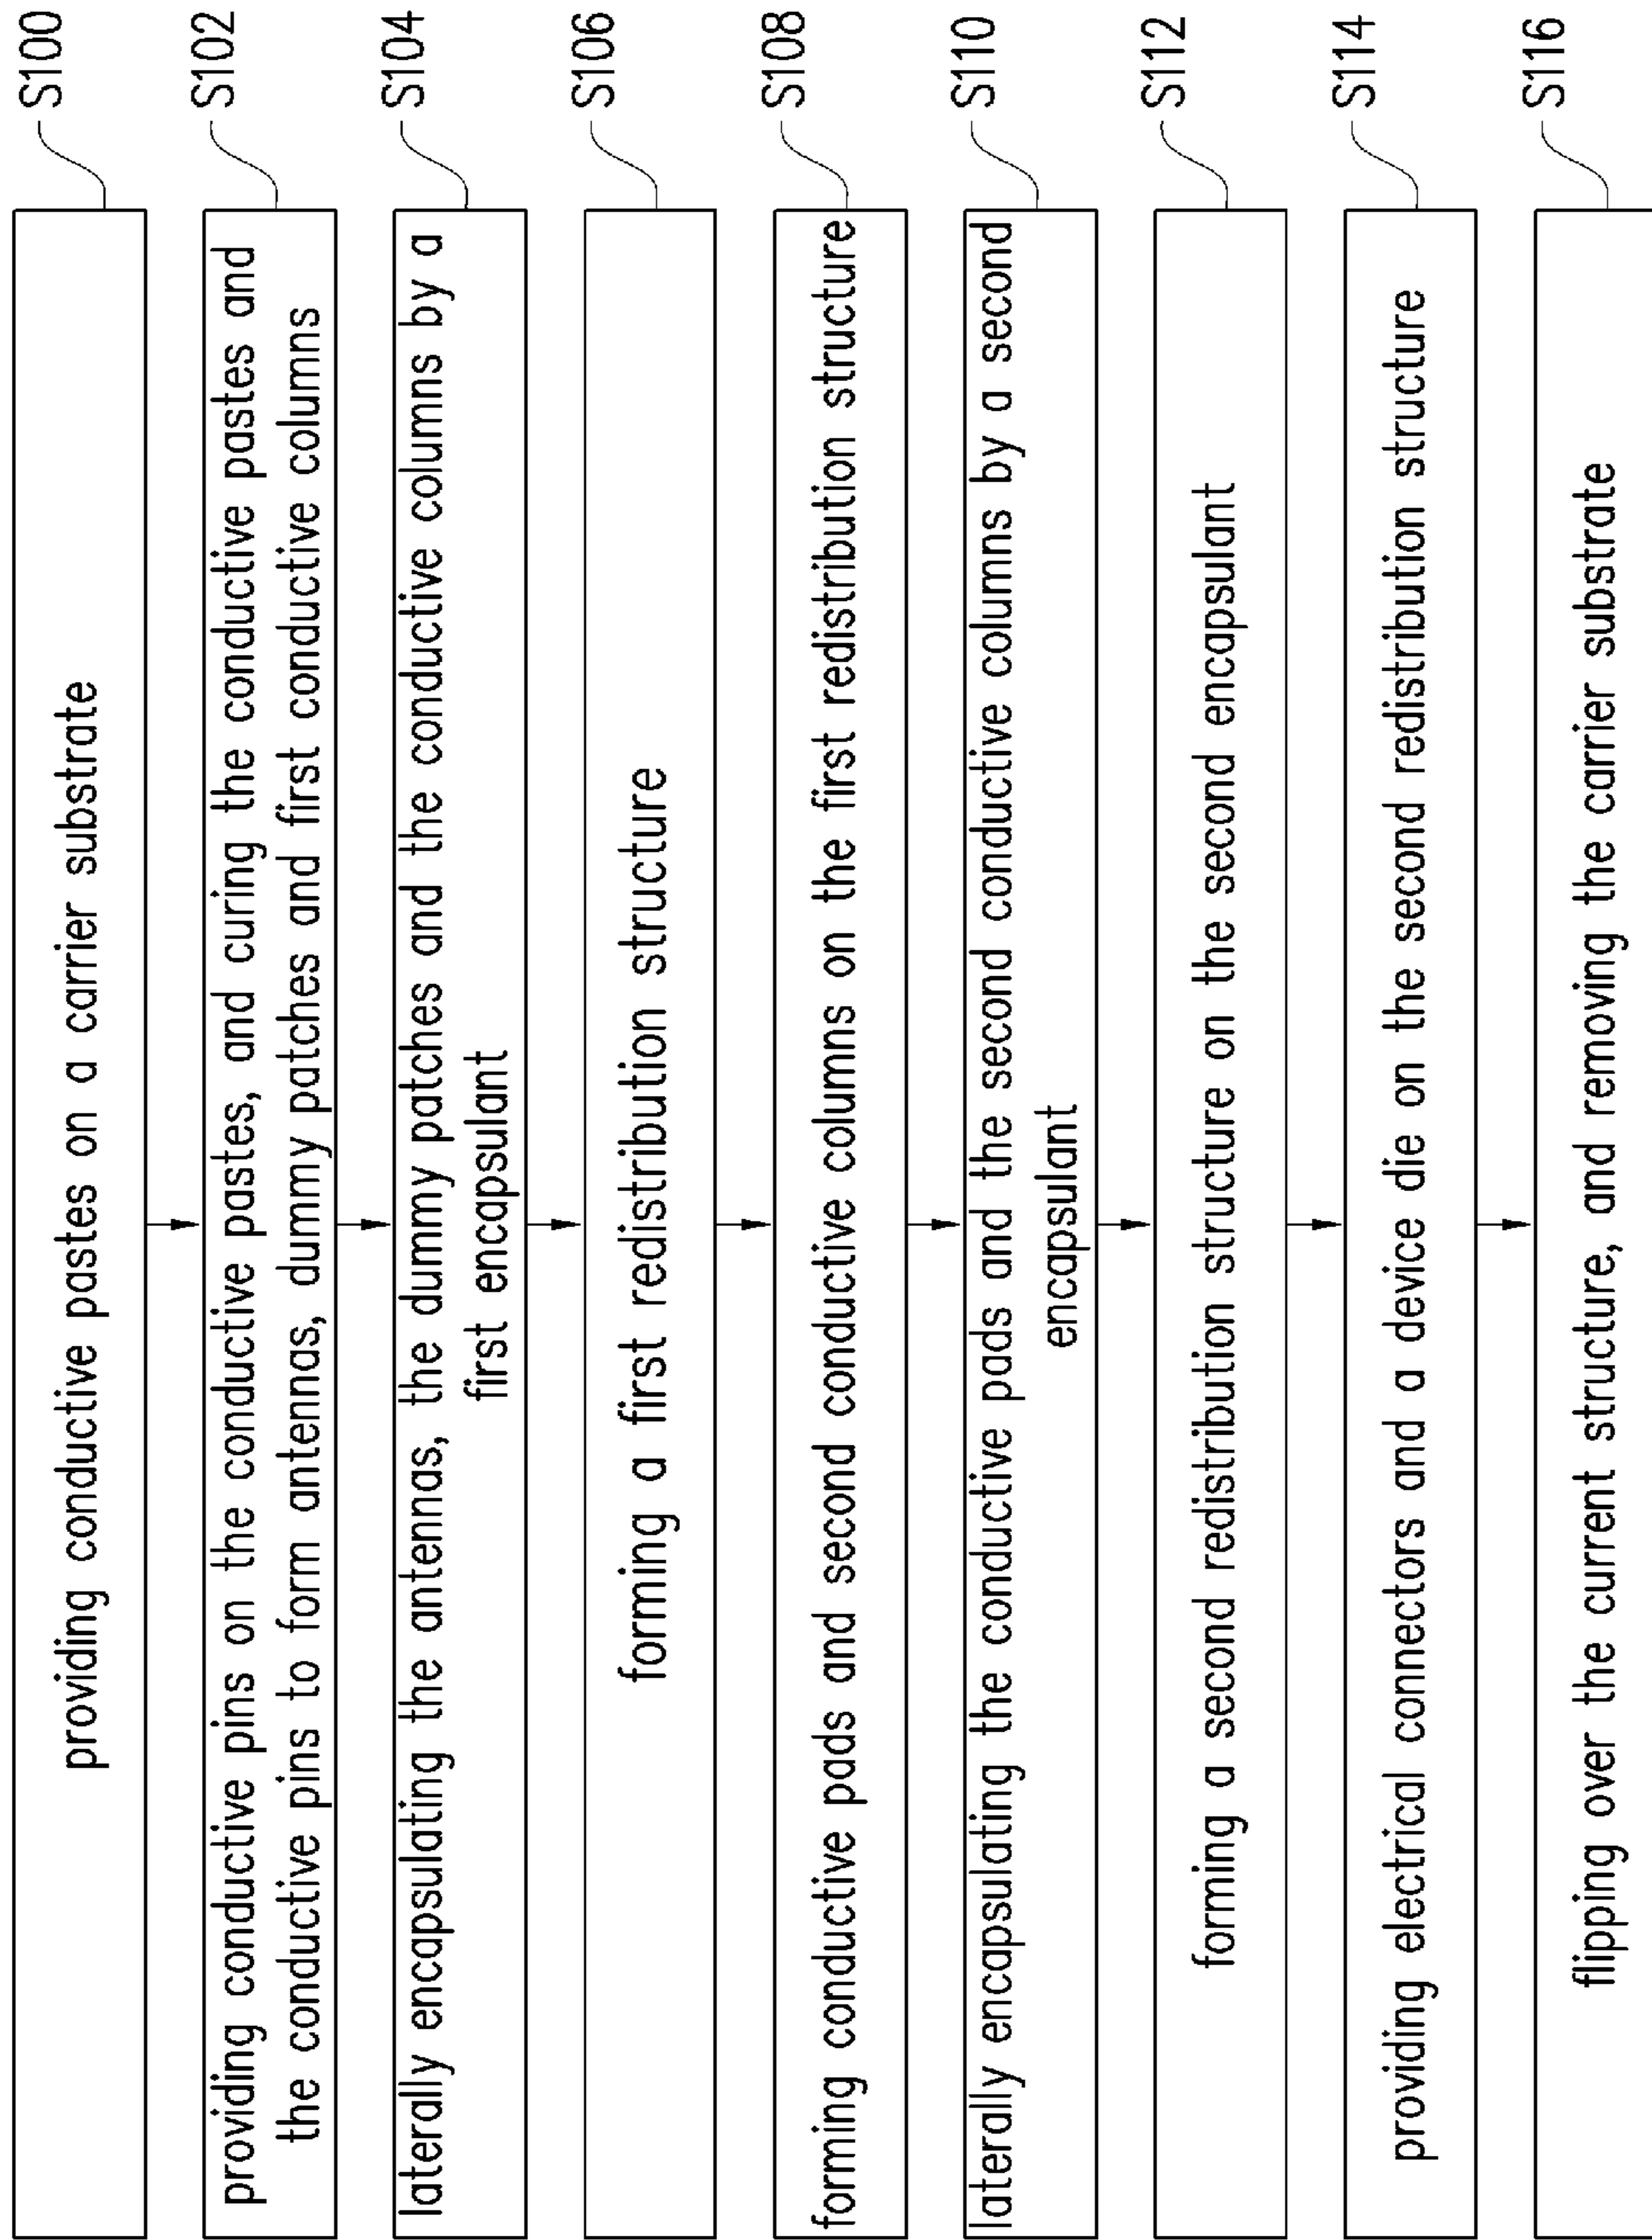 S100
providing conductive pastes on a carrier substrate
S102
providing conductive pins on the conductive pastes, and curing the conductive pastes and
the conductive pins to form antennas, dummy patches and first conductive columns
S104
laterally encapsulating the antennas, the dummy patches and the conductive columns by a
first encapsulant
S106
forming a first redistribution structure
S108
forming conductive pads and second conductive columns on the first redistribution structure
S110
laterally encapsulating the conductive pads and the second conductive columns by a second
encapsulant
S112
forming a second redistribution structure on the second encapsulant
S114
providing electrical connectors and a device die on the second redistribution structure
S116
flipping over the current structure, and removing the carrier substrate